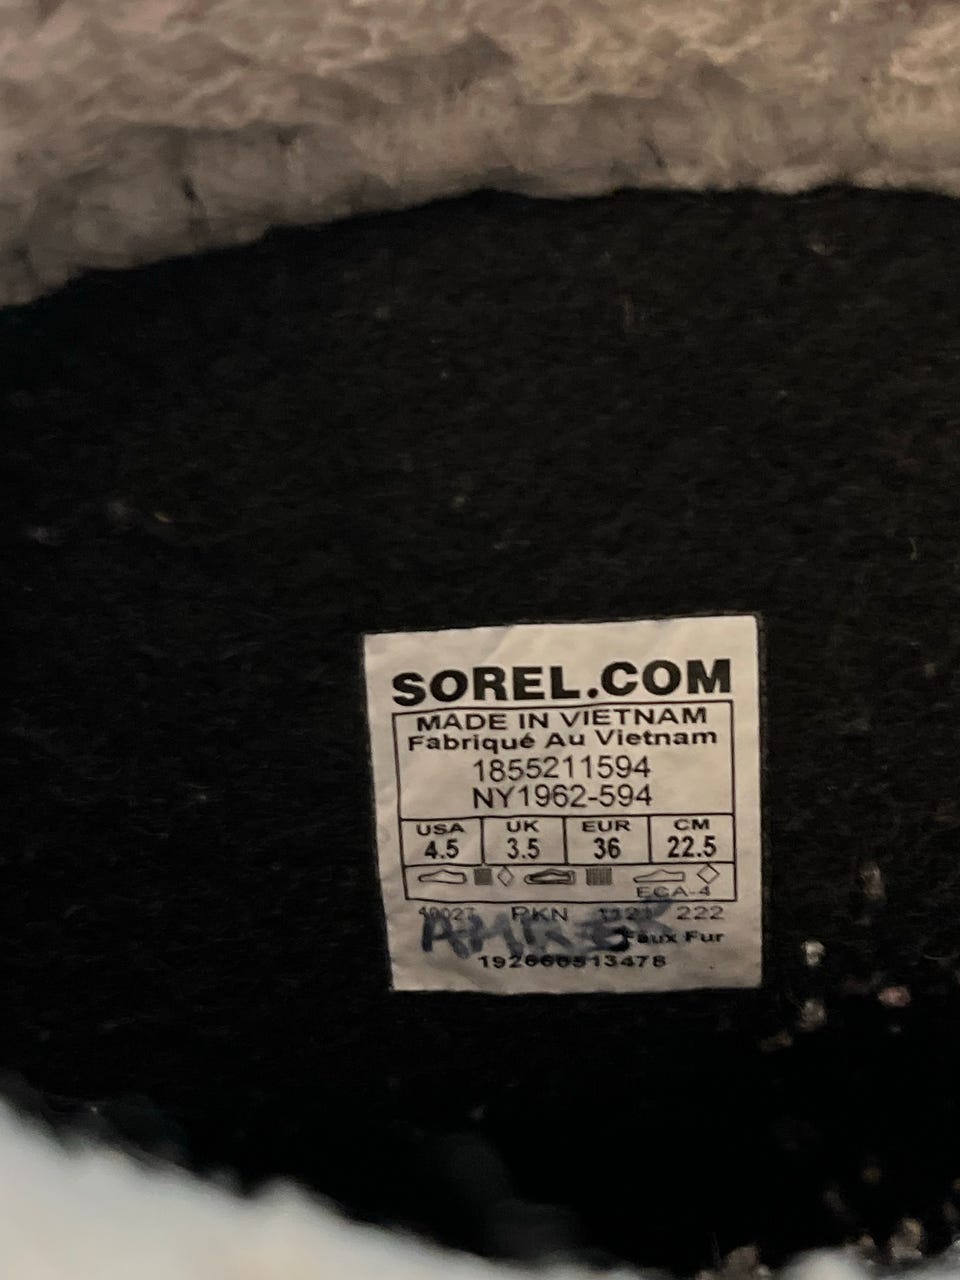 SOREL.COM
MADE IN VIETNAM
Fabriqué Au Vietnam
1855211594
NY1962-594
USA UK EUR CM
4.5 3.5 36 22.5
ECA-4
PKN 222
Faux Fur